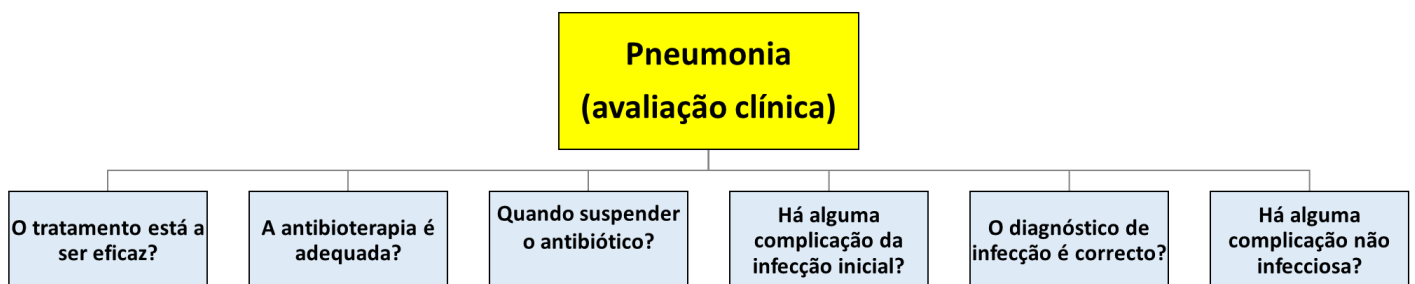 Pneumonia
(avaliação clínica)
O tratamento está a
ser eficaz?
A antibioterapia é
adequada?
Quando suspender
o antibiótico?
Há alguma
complicação da
infecção inicial?
O diagnóstico de
infecção é correcto?
Há alguma
complicação não
infecciosa?